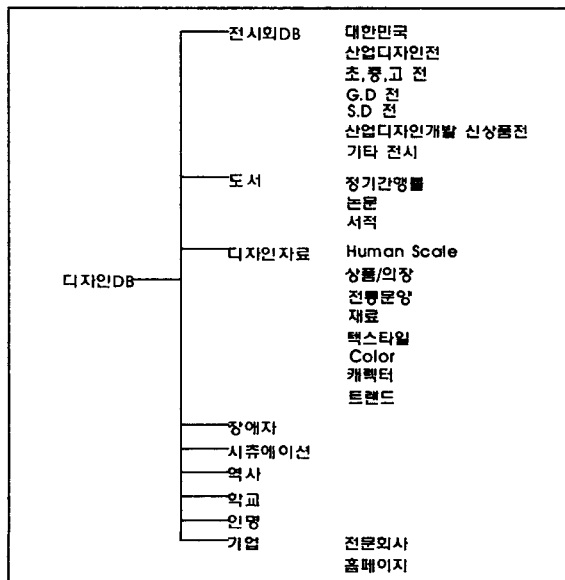 전시회DB 대한민국
산업디자인전
초,중,고 전
G.D 전
S.D 전
산업디자인개발 신상품전
기타 전시
도서 정기간행물
논문
서적
디자인자료 Human Scale
디자인DB
상품/의장
전통문양
재료
텍스타일
Color
캐랙터
트랜드
장애자
시츄에이션
역사
학교
인명
기업 전문회사
홈페이지